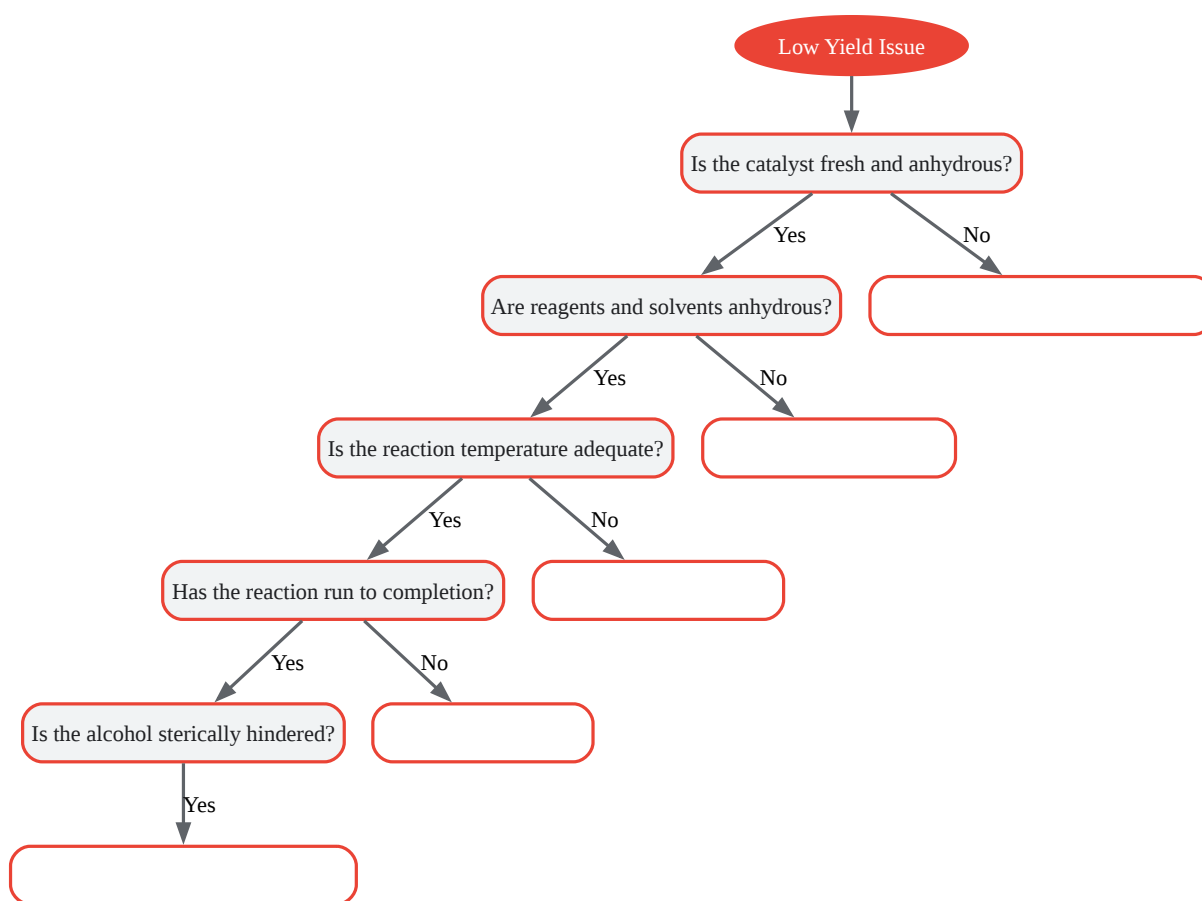 Low Yield Issue
Is the catalyst fresh and anhydrous?
Yes
No
Are reagents and solvents anhydrous?
Yes
No
Is the reaction temperature adequate?
Yes
No
Has the reaction run to completion?
Yes
No
Is the alcohol sterically hindered?
Yes